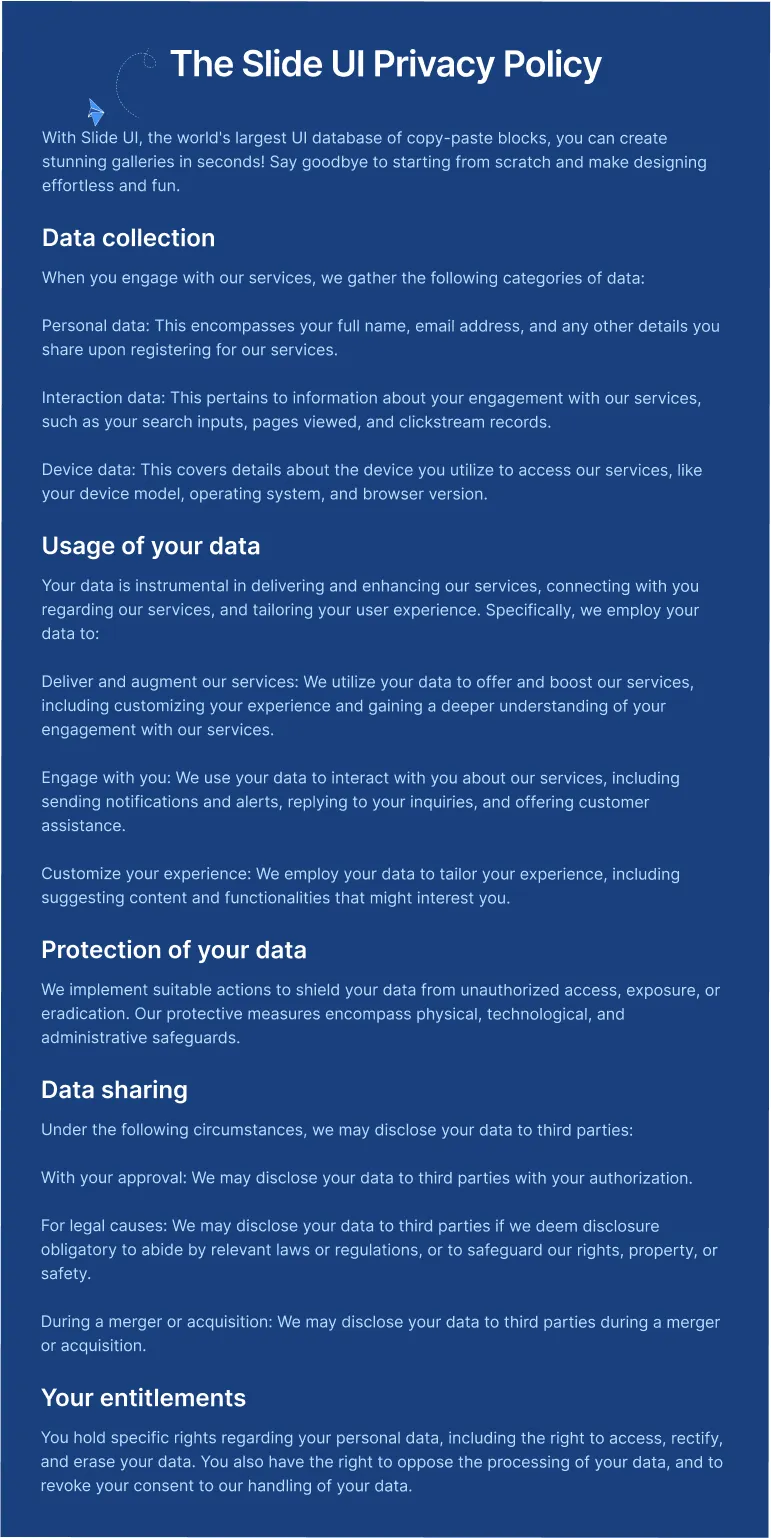 The Slide UI Privacy Policy
With Slide UI, the world's largest UI database of copy-paste blocks, you can create
stunning galleries in seconds! Say goodbye to starting from scratch and make designing
effortless and fun.
Data collection
When you engage with our services, we gather the following categories of data:
Personal data: This encompasses your full name, email address, and any other details you
share upon registering for our services.
Interaction data: This pertains to information about your engagement with our services,
such as your search inputs, pages viewed, and clickstream records.
Device data: This covers details about the device you utilize to access our services, like
your device model, operating system, and browser version.
Usage of your data
Your data is instrumental in delivering and enhancing our services, connecting with you
regarding our services, and tailoring your user experience. Specifically, we employ your
data to:
Deliver and augment our services: We utilize your data to offer and boost our services,
including customizing your experience and gaining a deeper understanding of your
engagement with our services.
Engage with you: We use your data to interact with you about our services, including
sending notifications and alerts, replying to your inquiries, and offering customer
assistance.
Customize your experience: We employ your data to tailor your experience, including
suggesting content and functionalities that might interest you.
Protection of your data
We implement suitable actions to shield your data from unauthorized access, exposure, or
eradication. Our protective measures encompass physical, technological, and
administrative safeguards.
Data sharing
Under the following circumstances, we may disclose your data to third parties:
With your approval: We may disclose your data to third parties with your authorization.
For legal causes: We may disclose your data to third parties if we deem disclosure
obligatory to abide by relevant laws or regulations, or to safeguard our rights, property, or
safety.
During a merger or acquisition: We may disclose your data to third parties during a merger
or acquisition.
Your entitlements
You hold specific rights regarding your personal data, including the right to access, rectify,
and erase your data. You also have the right to oppose the processing of your data, and to
revoke your consent to our handling of your data.